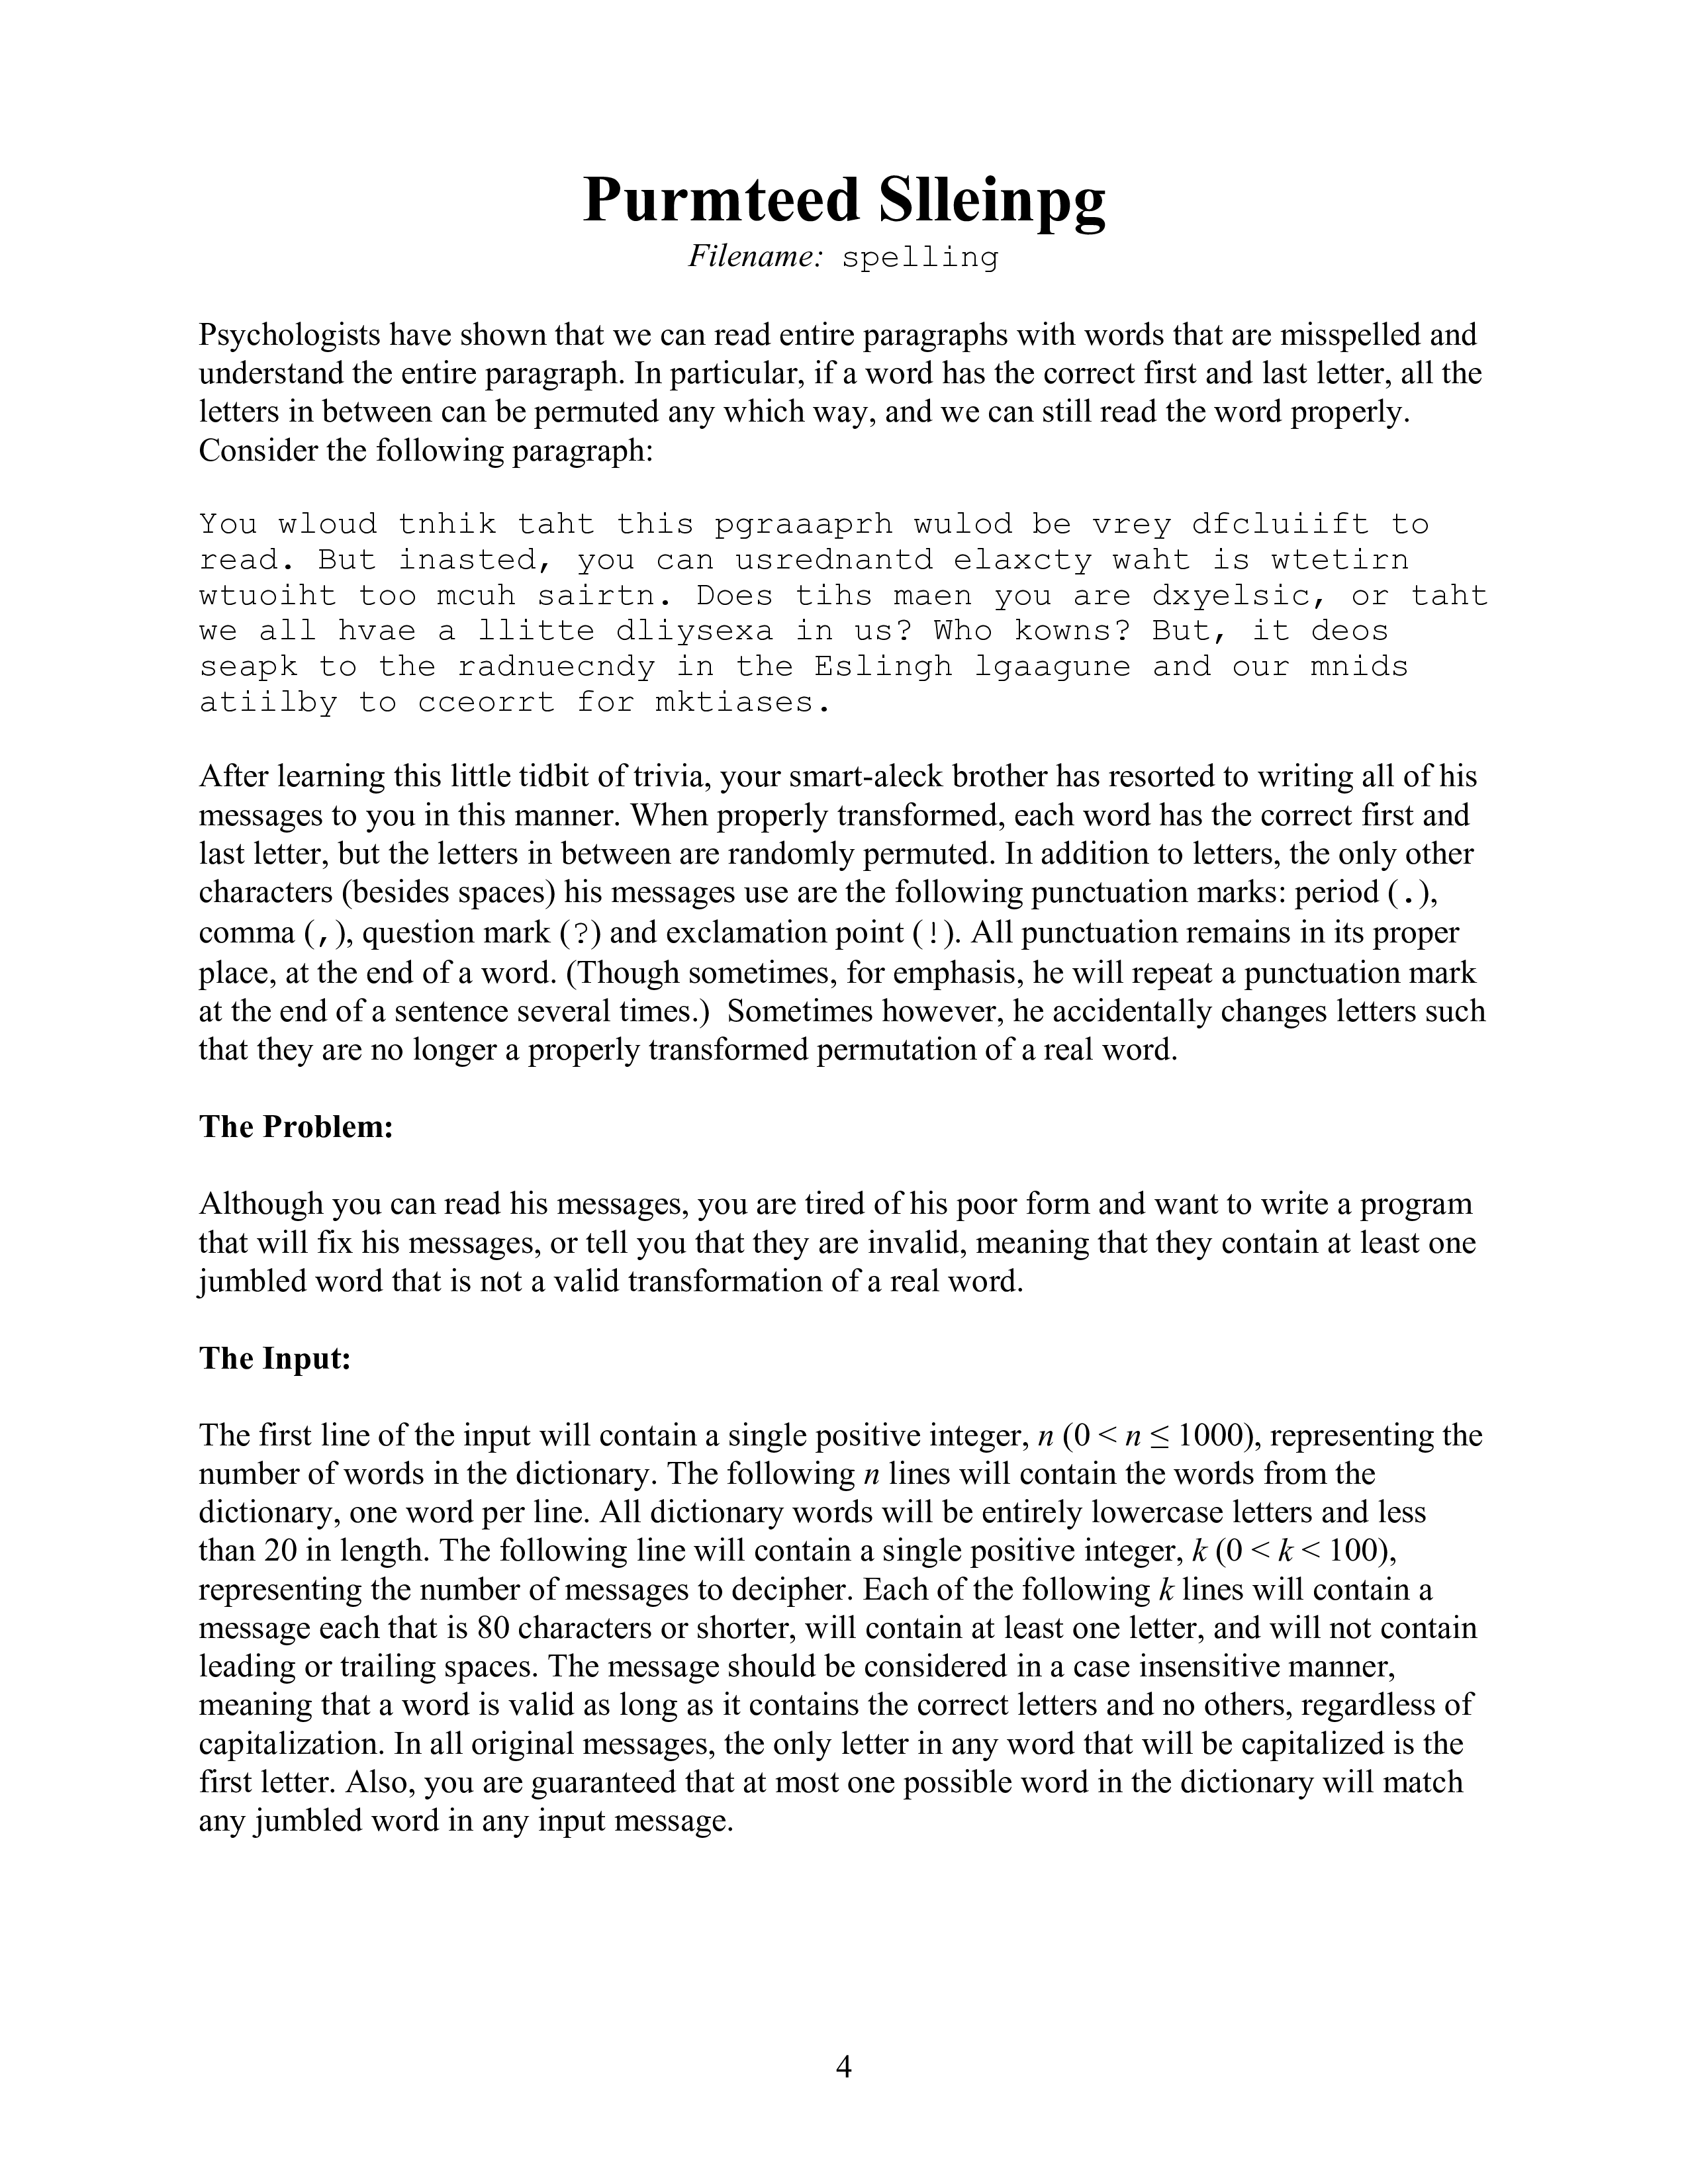 Purmteed Slleinpg
Filename: spelling
Psychologists have shown that we can read entire paragraphs with words that are misspelled and
understand the entire paragraph. In particular, if a word has the correct first and last letter, all the
letters in between can be permuted any which way, and we can still read the word properly.
Consider the following paragraph:
You wloud tnhik taht this pgraaaprh wulod be vrey dfcluiift to
read. But inasted, you can usrednantd elaxcty waht is wtetirn
wtuoiht too mcuh sairtn. Does tihs maen you are dxyelsic, or taht
we all hvae a llitte dliysexa in us? Who kowns? But, it deos
seapk to the radnuecndy in the Eslingh lgaagune and our mnids
atiilby to cceorrt for mktiases.
After learning this little tidbit of trivia, your smart-aleck brother has resorted to writing all of his
messages to you in this manner. When properly transformed, each word has the correct first and
last letter, but the letters in between are randomly permuted. In addition to letters, the only other
characters (besides spaces) his messages use are the following punctuation marks: period (.),
comma (,), question mark (?) and exclamation point (!). All punctuation remains in its proper
place, at the end of a word. (Though sometimes, for emphasis, he will repeat a punctuation mark
at the end of a sentence several times.)  Sometimes however, he accidentally changes letters such
that they are no longer a properly transformed permutation of a real word.
The Problem:
Although you can read his messages, you are tired of his poor form and want to write a program
that will fix his messages, or tell you that they are invalid, meaning that they contain at least one
jumbled word that is not a valid transformation of a real word.
The Input:
The first line of the input will contain a single positive integer, n (0 < n ≤ 1000), representing the
number of words in the dictionary. The following n lines will contain the words from the
dictionary, one word per line. All dictionary words will be entirely lowercase letters and less
than 20 in length. The following line will contain a single positive integer, k (0 < k < 100),
representing the number of messages to decipher. Each of the following k lines will contain a
message each that is 80 characters or shorter, will contain at least one letter, and will not contain
leading or trailing spaces. The message should be considered in a case insensitive manner,
meaning that a word is valid as long as it contains the correct letters and no others, regardless of
capitalization. In all original messages, the only letter in any word that will be capitalized is the
first letter. Also, you are guaranteed that at most one possible word in the dictionary will match
any jumbled word in any input message.
4